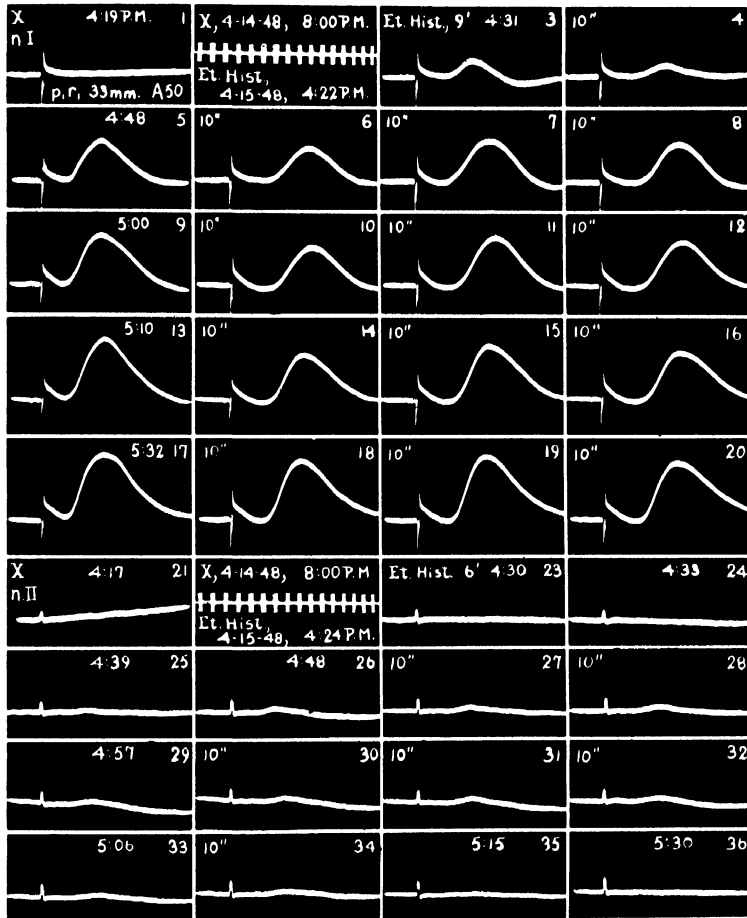 X 4:19 P.M. 1
n I
p.r. 33mm. A50
X, 4-14-48, 8:00 P.M.
Et. Hist.,
4-15-48, 4:22 P.M.
Et. Hist., 9' 4:31 3
10" 4
4:48 5
10" 6
10" 7
10" 8
5:00 9
10" 10
10" 11
10" 12
5:10 13
10" 14
10" 15
10" 16
5:32 17
10" 18
10" 19
10" 20
X 4:17 21
n.II
X, 4-14-48, 8:00 P.M
Et. Hist.,
4-15-48, 4:24 P.M.
Et. Hist. 6' 4:30 23
4:33 24
4:39 25
4:48 26
10" 27
10" 28
4:57 29
10" 30
10" 31
10" 32
5:06 33
10" 34
5:15 35
5:30 36